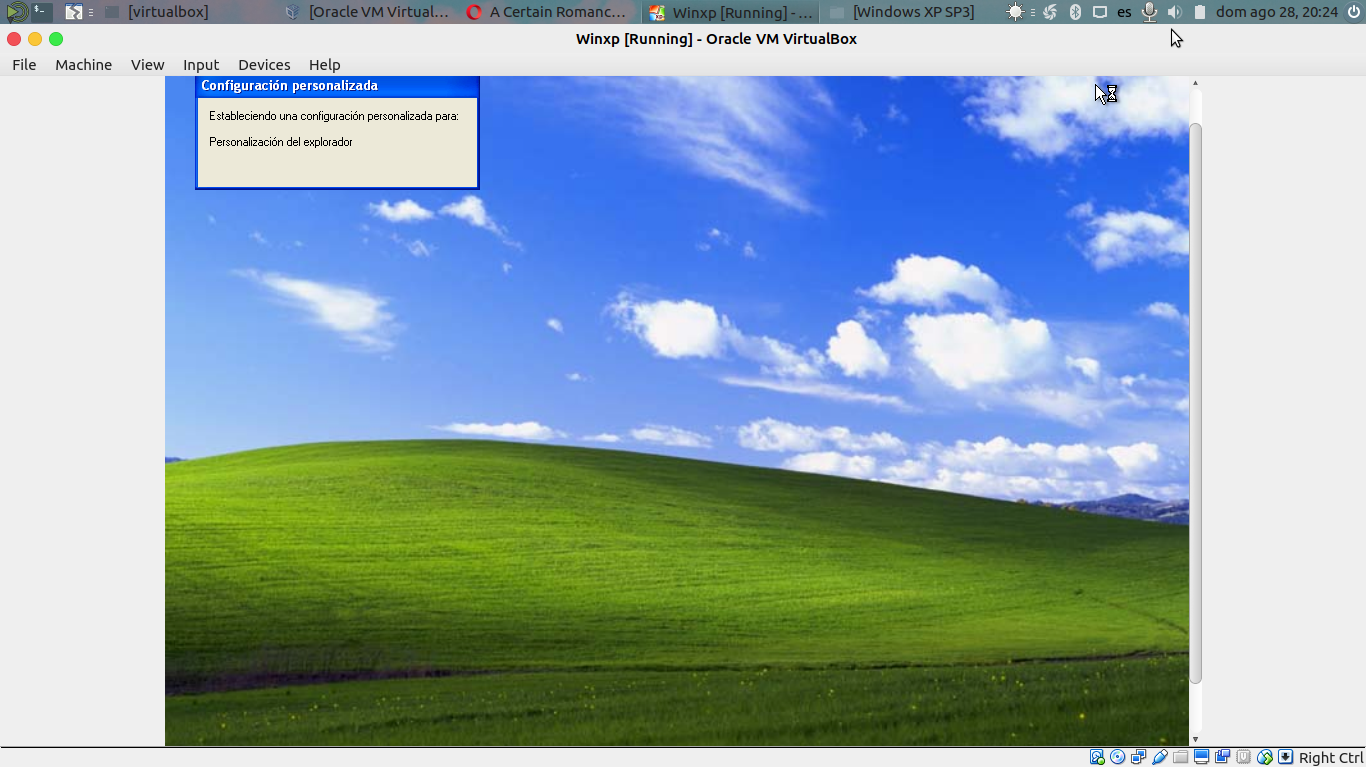 [virtualbox]
[Oracle VM Virtual...
A Certain Romanc...
Winxp [Running] - ...
[Windows XP SP3]
es
dom ago 28, 20:24
Winxp [Running] - Oracle VM VirtualBox
File Machine View Input Devices Help
Configuración personalizada
Estableciendo una configuración personalizada para:
Personalización del explorador
Right Ctrl